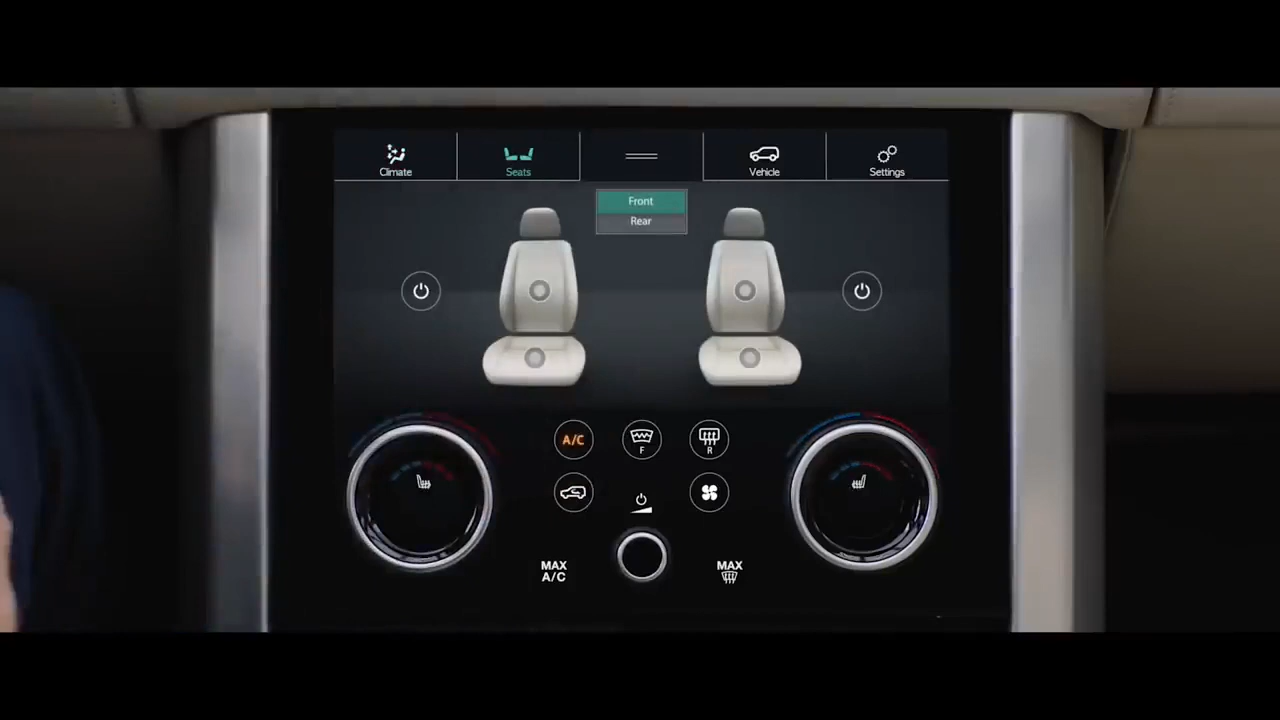 Climate
Seats
Vehicle
Settings
Front
Rear
A/C
F
R
MAX
A/C
MAX